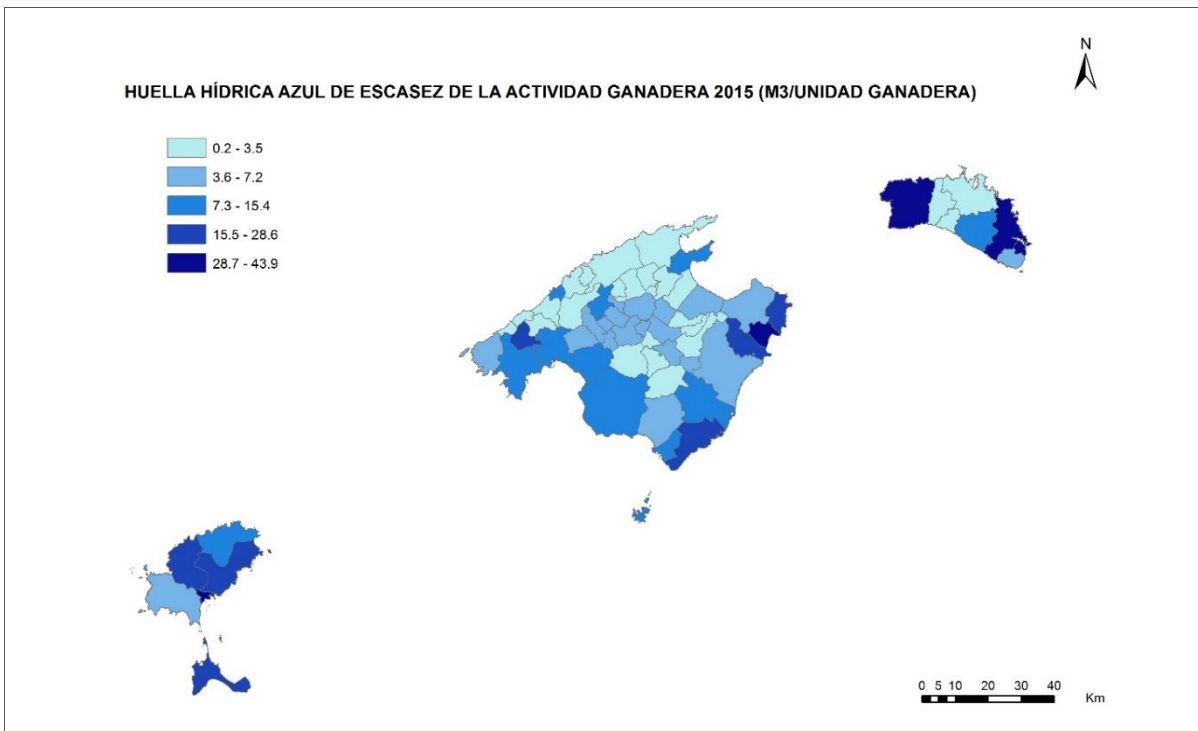 N
HUELLA HÍDRICA AZUL DE ESCASEZ DE LA ACTIVIDAD GANADERA 2015 (M3/UNIDAD GANADERA)
0.2 - 3.5
3.6 - 7.2
7.3 - 15.4
15.5 - 28.6
28.7 - 43.9
0 5 10 20 30 40
Km